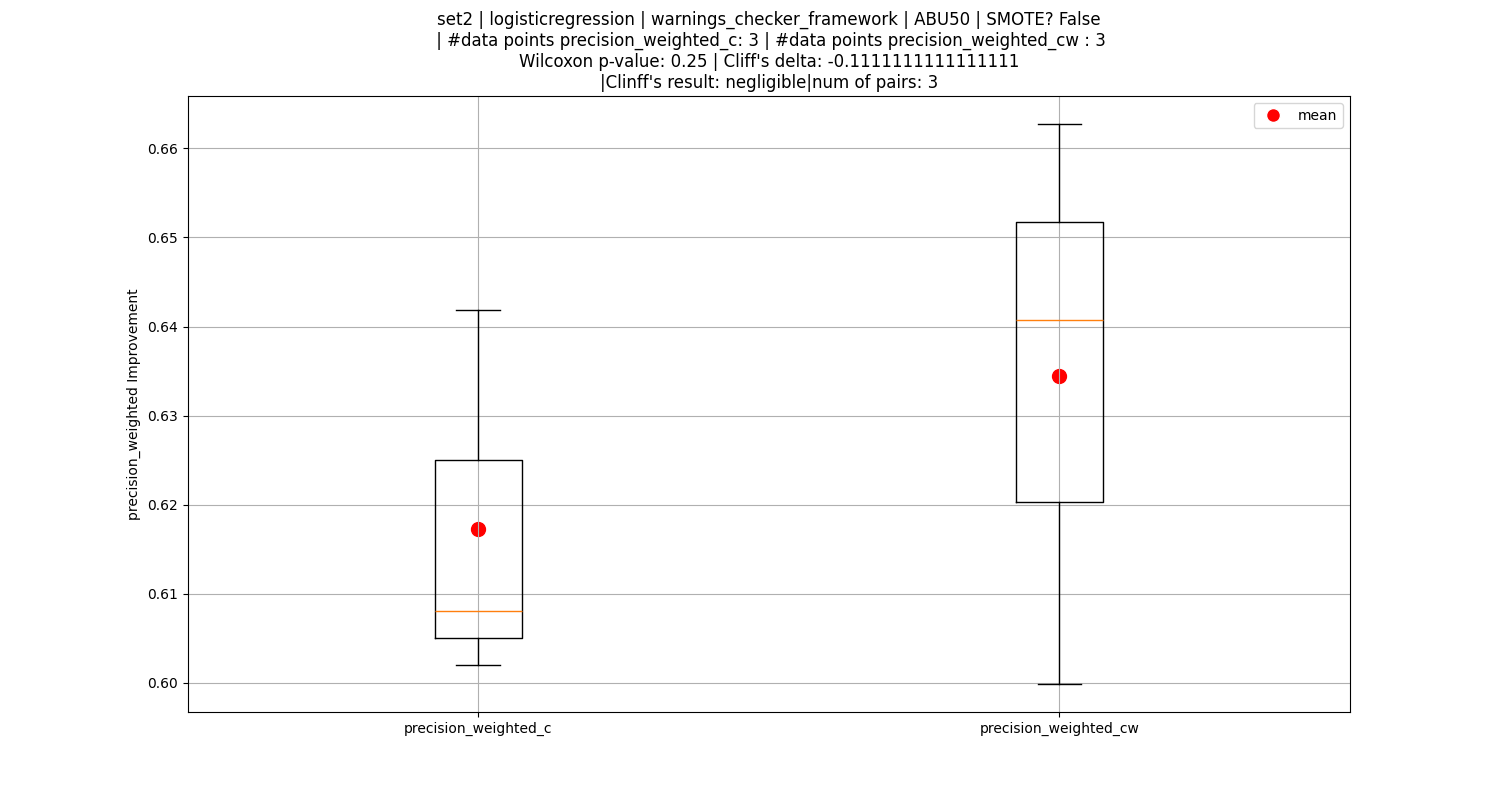 set2 | logisticregression | warnings_checker_framework | ABU50 | SMOTE? False
| #data points precision_weighted_c: 3 | #data points precision_weighted_cw : 3
Wilcoxon p-value: 0.25 | Cliff's delta: -0.1111111111111111
|Clinff's result: negligible|num of pairs: 3
mean
0.66
0.65
0.64
0.63
0.62
0.61
0.60
precision_weighted Improvement
precision_weighted_c
precision_weighted_cw